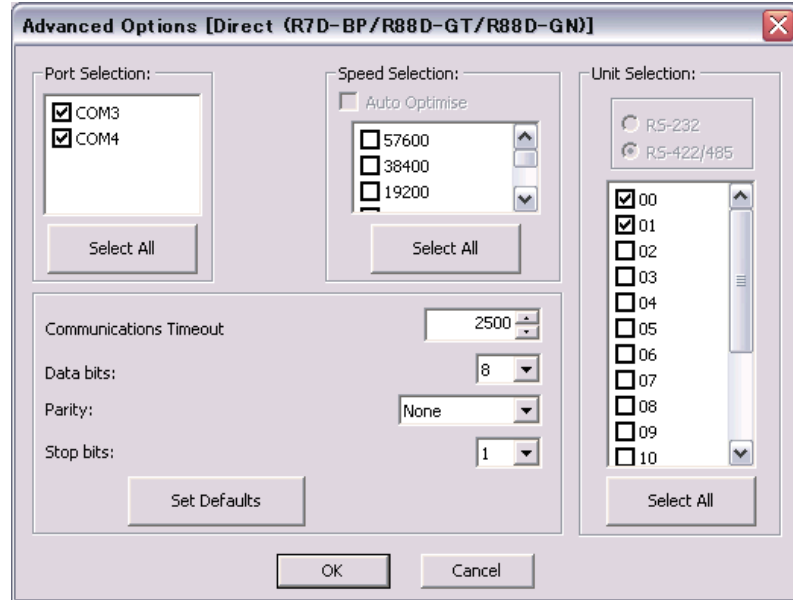 Advanced Options [Direct (R7D-BP/R88D-GT/R88D-GN)]
Port Selection:
COM3
COM4
Select All
Speed Selection:
Auto Optimise
57600
38400
19200
Select All
Unit Selection:
RS-232
RS-422/485
00
01
02
03
04
05
06
07
08
09
10
Select All
Communications Timeout 2500
Data bits: 8
Parity: None
Stop bits: 1
Set Defaults
OK
Cancel